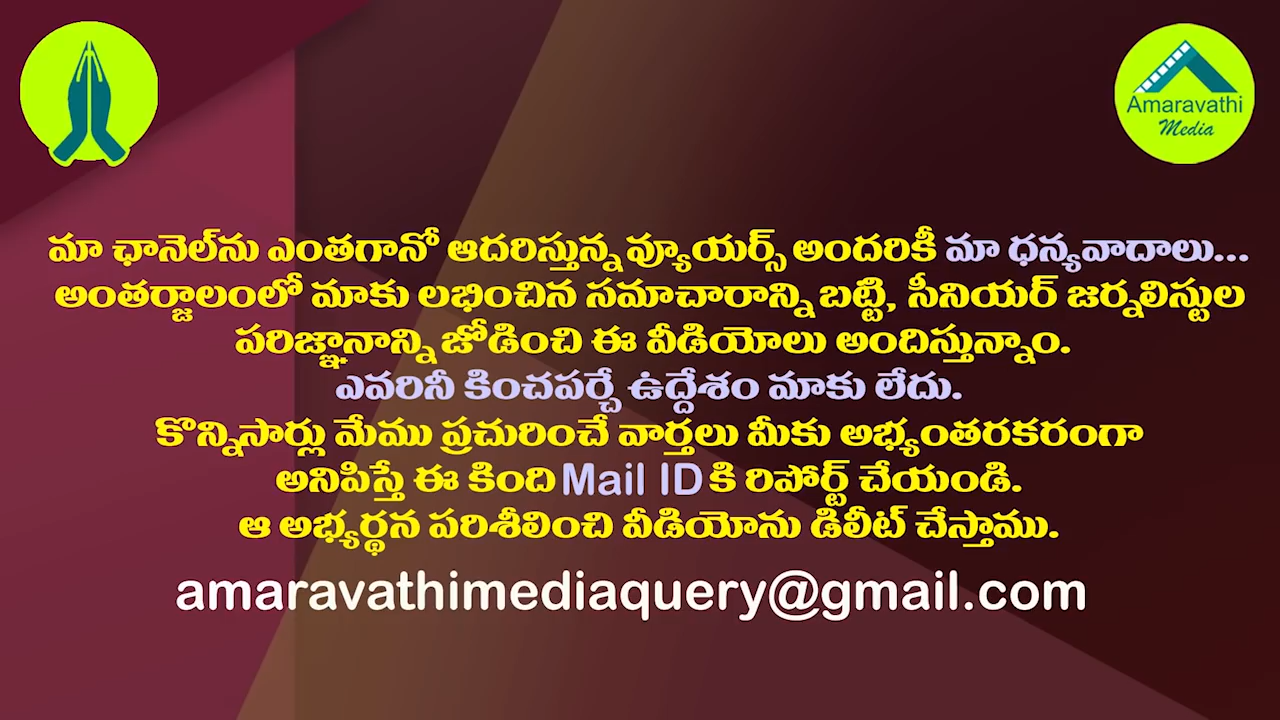 Amaravathi
Media
మా ఛానెల్‌ను ఎంతగానో ఆదరిస్తున్న వ్యూయర్స్ అందరికీ మా ధన్యవాదాలు...
అంతర్జాలంలో మాకు లభించిన సమాచారాన్ని బట్టి, సీనియర్ జర్నలిస్టుల
పరిజ్ఞానాన్ని జోడించి ఈ వీడియోలు అందిస్తున్నాం.
ఎవరినీ కించపర్చే ఉద్దేశం మాకు లేదు.
కొన్నిసార్లు మేము ప్రచురించే వార్తలు మీకు అభ్యంతరకరంగా
అనిపిస్తే ఈ కింది Mail ID కి రిపోర్ట్ చేయండి.
ఆ అభ్యర్థన పరిశీలించి వీడియోను డిలీట్ చేస్తాము.
amaravathimediaquery@gmail.com